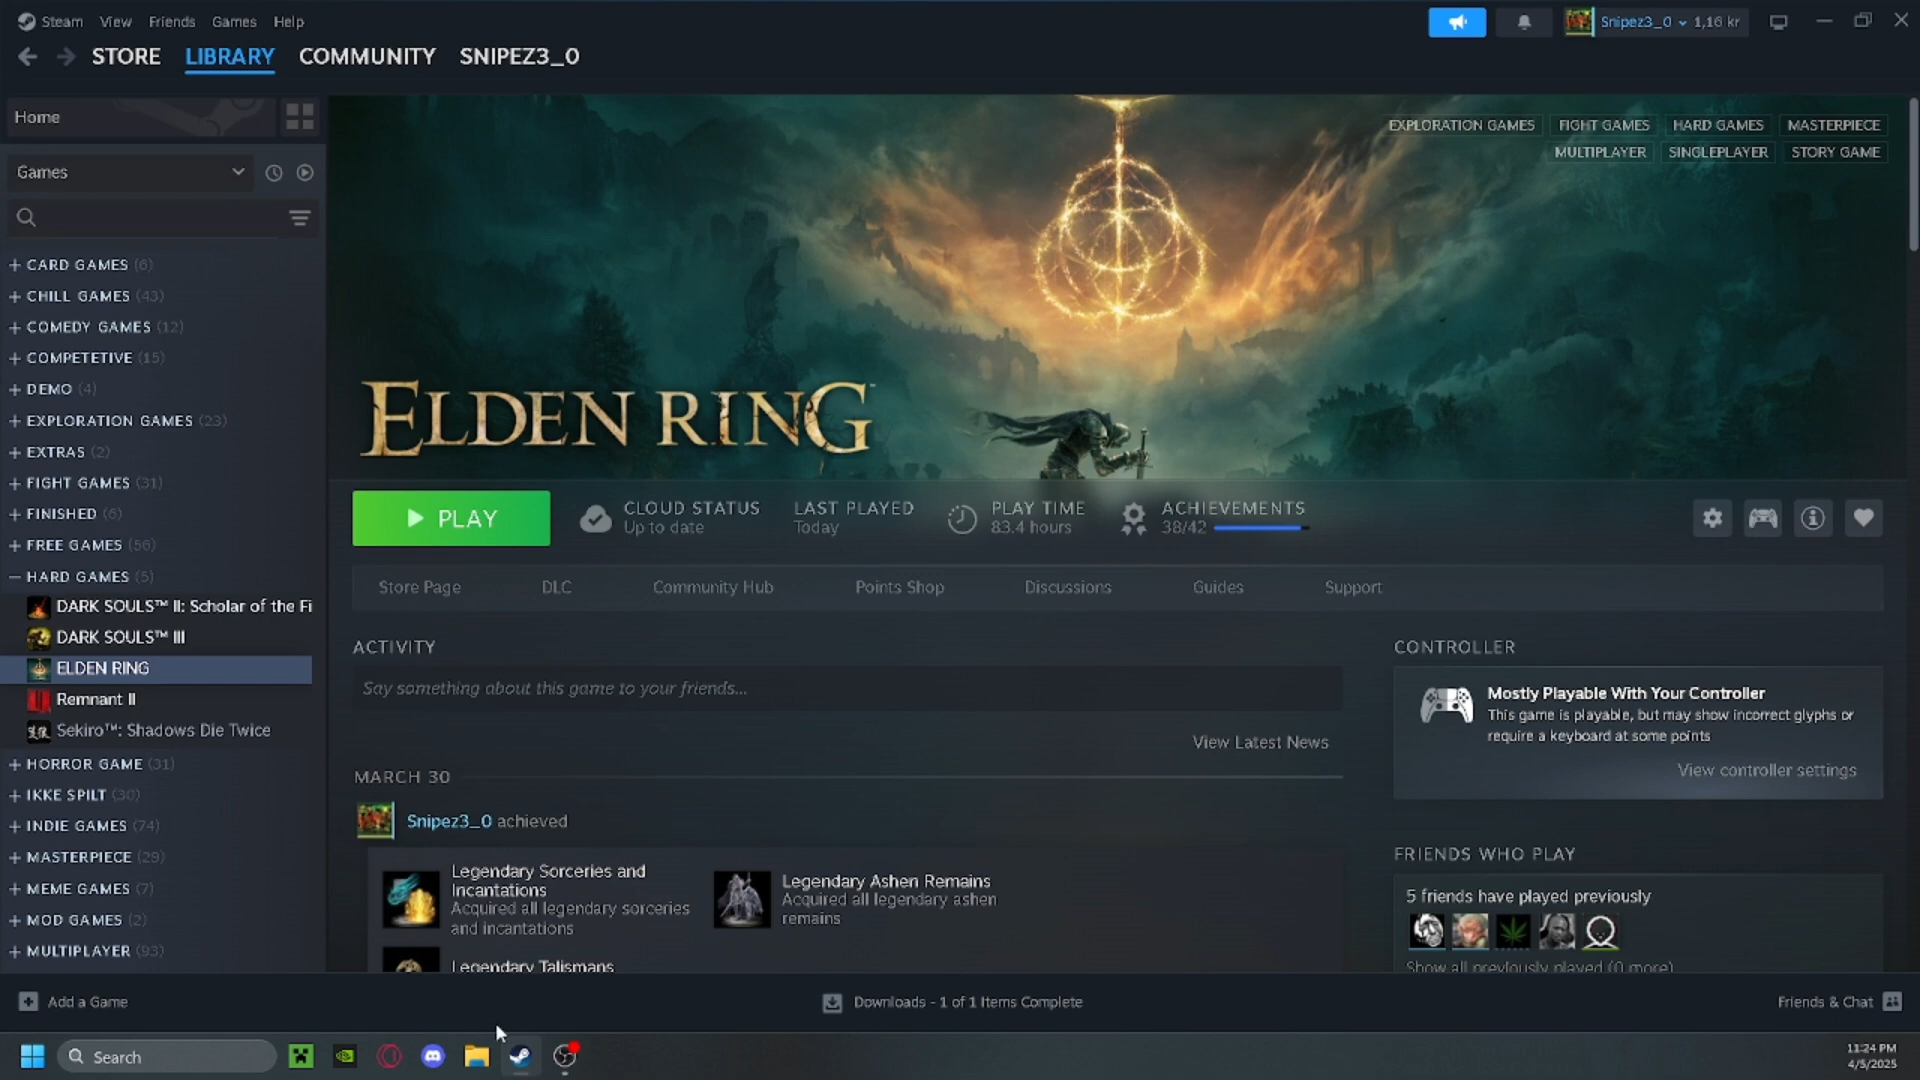 Steam View Friends Games Help
Snipez3_0 1,16 kr
STORE LIBRARY COMMUNITY SNIPEZ3_0
Home
Games
EXPLORATION GAMES FIGHT GAMES HARD GAMES MASTERPIECE
MULTIPLAYER SINGLEPLAYER STORY GAME
CARD GAMES (6)
CHILL GAMES (43)
COMEDY GAMES (12)
COMPETETIVE (15)
DEMO (4)
EXPLORATION GAMES (23)
EXTRAS (2)
FIGHT GAMES (31)
FINISHED (6)
FREE GAMES (56)
HARD GAMES (5)
DARK SOULS™ II: Scholar of the Fi
DARK SOULS™ III
ELDEN RING
Remnant II
Sekiro™: Shadows Die Twice
HORROR GAME (31)
IKKE SPILT (30)
INDIE GAMES (74)
MASTERPIECE (29)
MEME GAMES (7)
MOD GAMES (2)
MULTIPLAYER (93)
ELDEN RING
PLAY
CLOUD STATUS
Up to date
LAST PLAYED
Today
PLAY TIME
83.4 hours
ACHIEVEMENTS
38/42
Store Page DLC Community Hub Points Shop Discussions Guides Support
ACTIVITY
Say something about this game to your friends...
View Latest News
MARCH 30
Snipez3_0 achieved
Legendary Sorceries and
Incantations
Acquired all legendary sorceries
and incantations
Legendary Ashen Remains
Acquired all legendary ashen
remains
Legendary Talismans
CONTROLLER
Mostly Playable With Your Controller
This game is playable, but may show incorrect glyphs or
require a keyboard at some points
View controller settings
FRIENDS WHO PLAY
5 friends have played previously
Show all previously played (0 more)
Add a Game
Downloads - 1 of 1 Items Complete
Friends & Chat
Search
11:24 PM
4/5/2025